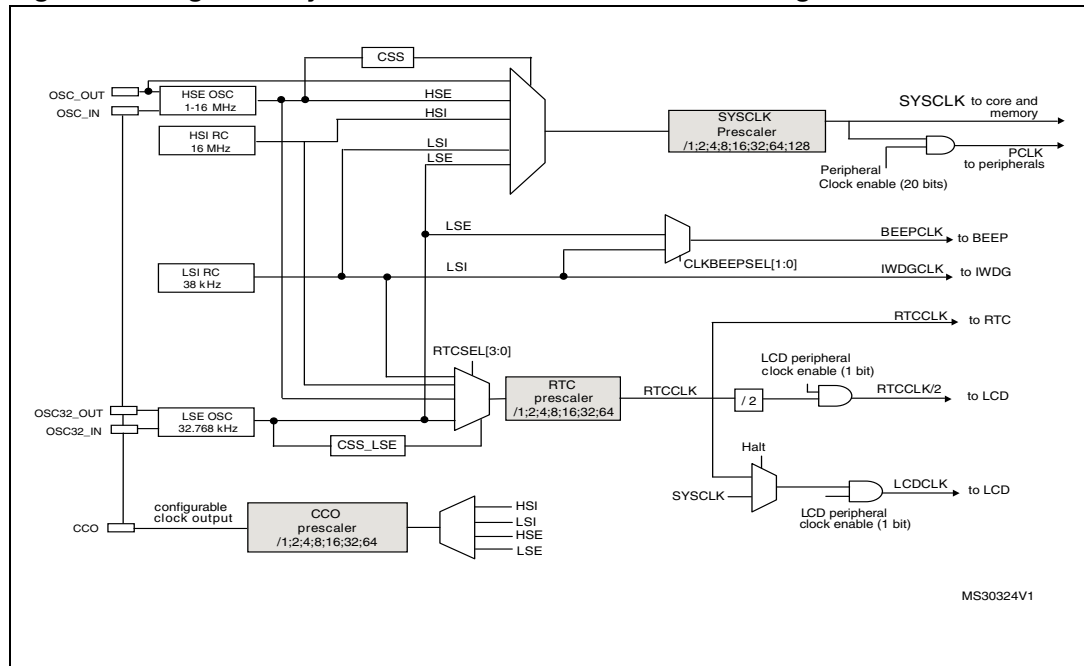 CSS
OSC_OUT
OSC_IN
HSE OSC
1-16 MHz
HSE
HSI
HSI RC
16 MHz
LSI
LSE
SYSCLK
Prescaler
/1;2;4;8;16;32;64;128
SYSCLK to core and
memory
PCLK
to peripherals
Peripheral
Clock enable (20 bits)
LSE
BEEPCLK
to BEEP
CLKBEEPSEL[1:0]
LSI RC
38 kHz
LSI
IWDGCLK
to IWDG
RTCCLK
to RTC
RTCSEL[3:0]
LCD peripheral
clock enable (1 bit)
RTC
prescaler
/1;2;4;8;16;32;64
RTCCLK
/ 2
RTCCLK/2
to LCD
OSC32_OUT
OSC32_IN
LSE OSC
32.768 kHz
CSS_LSE
Halt
SYSCLK
LCDCLK
to LCD
LCD peripheral
clock enable (1 bit)
CCO
configurable
clock output
CCO
prescaler
/1;2;4;8;16;32;64
HSI
LSI
HSE
LSE
MS30324V1